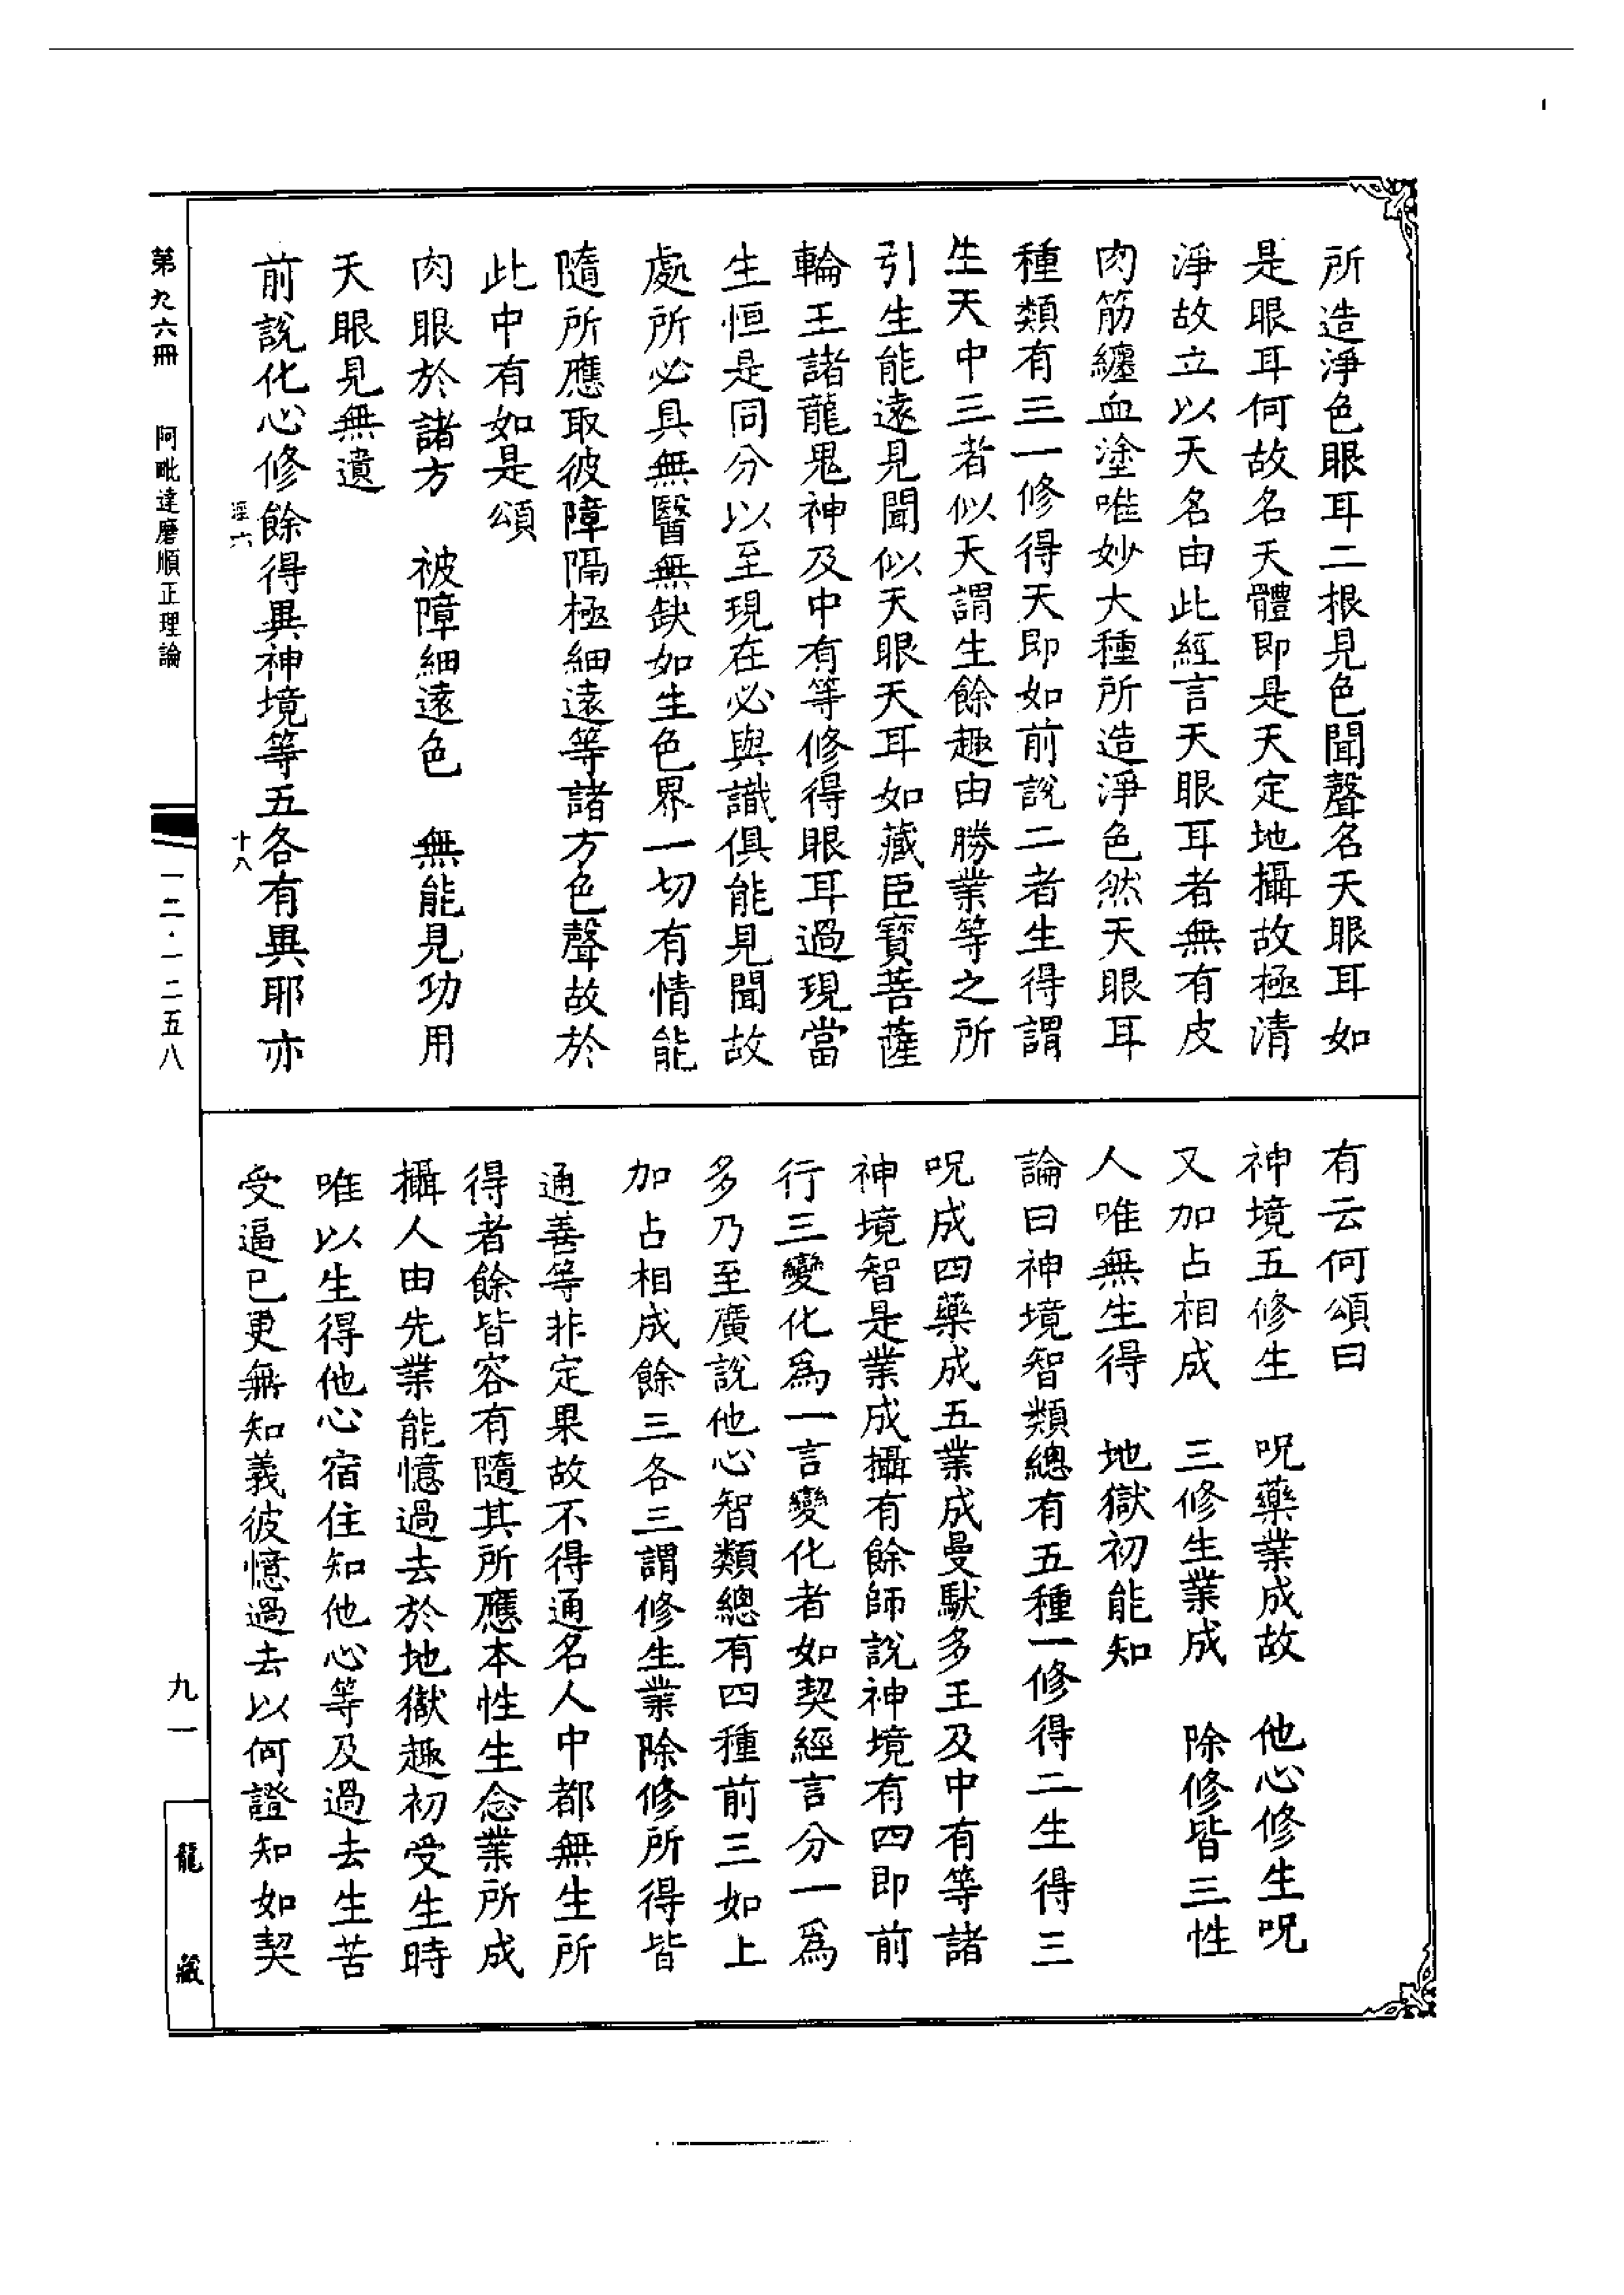 所造淨色眼耳二根見色聞聲名天眼耳如
是眼耳何故名天體即是天定地攝故極清
淨故立以天名由此經言天眼耳者無有皮
肉筋纏血塗唯妙大種所造淨色然天眼耳
種類有三一修得天即如前說二者生得謂
生天中三者似天謂生餘趣由勝業等之所
引生能遠見聞似天眼天耳如藏臣寶菩薩
輪王諸龍鬼神及中有等修得眼耳過現當
生恒是同分以至現在必與識俱能見聞故
處所必具無翳無缺如生色界一切有情能
隨所應取彼障隔極細遠等諸方色聲故於
此中有如是頌
肉眼於諸方　被障細遠色　無能見功用
天眼見無遺
前說化心修餘得異神境等五各有異耶亦
有云何頌曰
神境五修生　呪藥業成故　他心修生呪
又加占相成　三修生業成　除修皆三性
人唯無生得　地獄初能知
論曰神境智類總有五種一修得二生得三
呪成四藥成五業成曼馱多王及中有等諸
神境智是業成攝有餘師說神境有四即前
行三變化為一言變化者如契經言分一為
多乃至廣說他心智類總有四種前三如上
加占相成餘三各三謂修生業除修所得皆
通善等非定果故不得通名人中都無生所
得者餘皆容有隨其所應本性生念業所成
攝人由先業能憶過去於地獄趣初受生時
唯以生得他心宿住知他心等及過去生苦
受逼已更無知義彼憶過去以何證知如契
第九六冊　阿毗達磨順正理論
十八
一二·一二五八
九一
龍藏